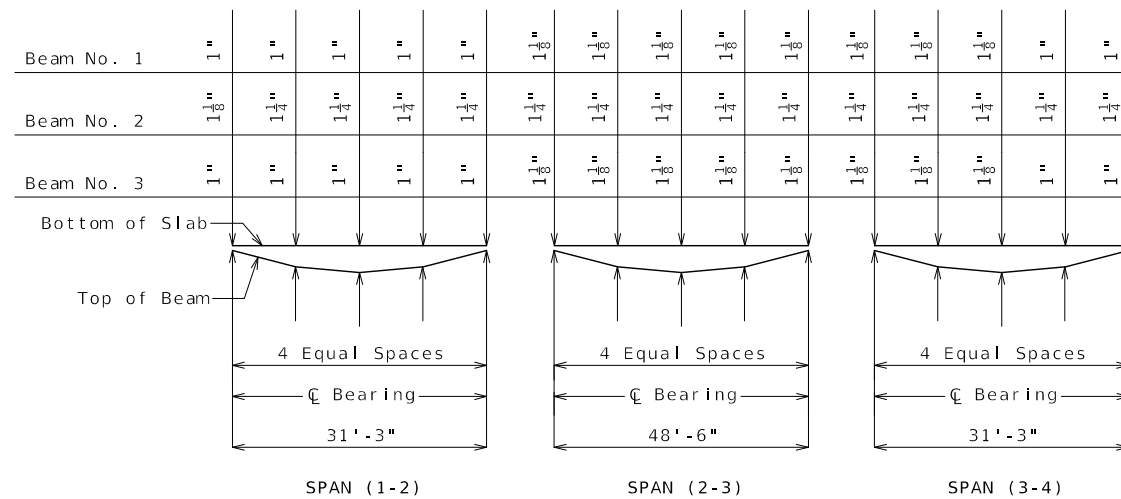 Beam No. 1 1" 1" 1" 1" 1" 1⅛" 1⅛" 1⅛" 1⅛" 1⅛" 1⅛" 1⅛" 1⅛" 1" 1"
Beam No. 2 1⅛" 1¼" 1¼" 1¼" 1¼" 1¼" 1¼" 1¼" 1¼" 1¼" 1¼" 1¼" 1¼" 1¼" 1¼"
Beam No. 3 1" 1" 1" 1" 1" 1⅛" 1⅛" 1⅛" 1⅛" 1⅛" 1⅛" 1⅛" 1⅛" 1" 1"
Bottom of Slab
Top of Beam
4 Equal Spaces 4 Equal Spaces 4 Equal Spaces
℄ Bearing ℄ Bearing ℄ Bearing
31'-3" 48'-6" 31'-3"
SPAN (1-2) SPAN (2-3) SPAN (3-4)